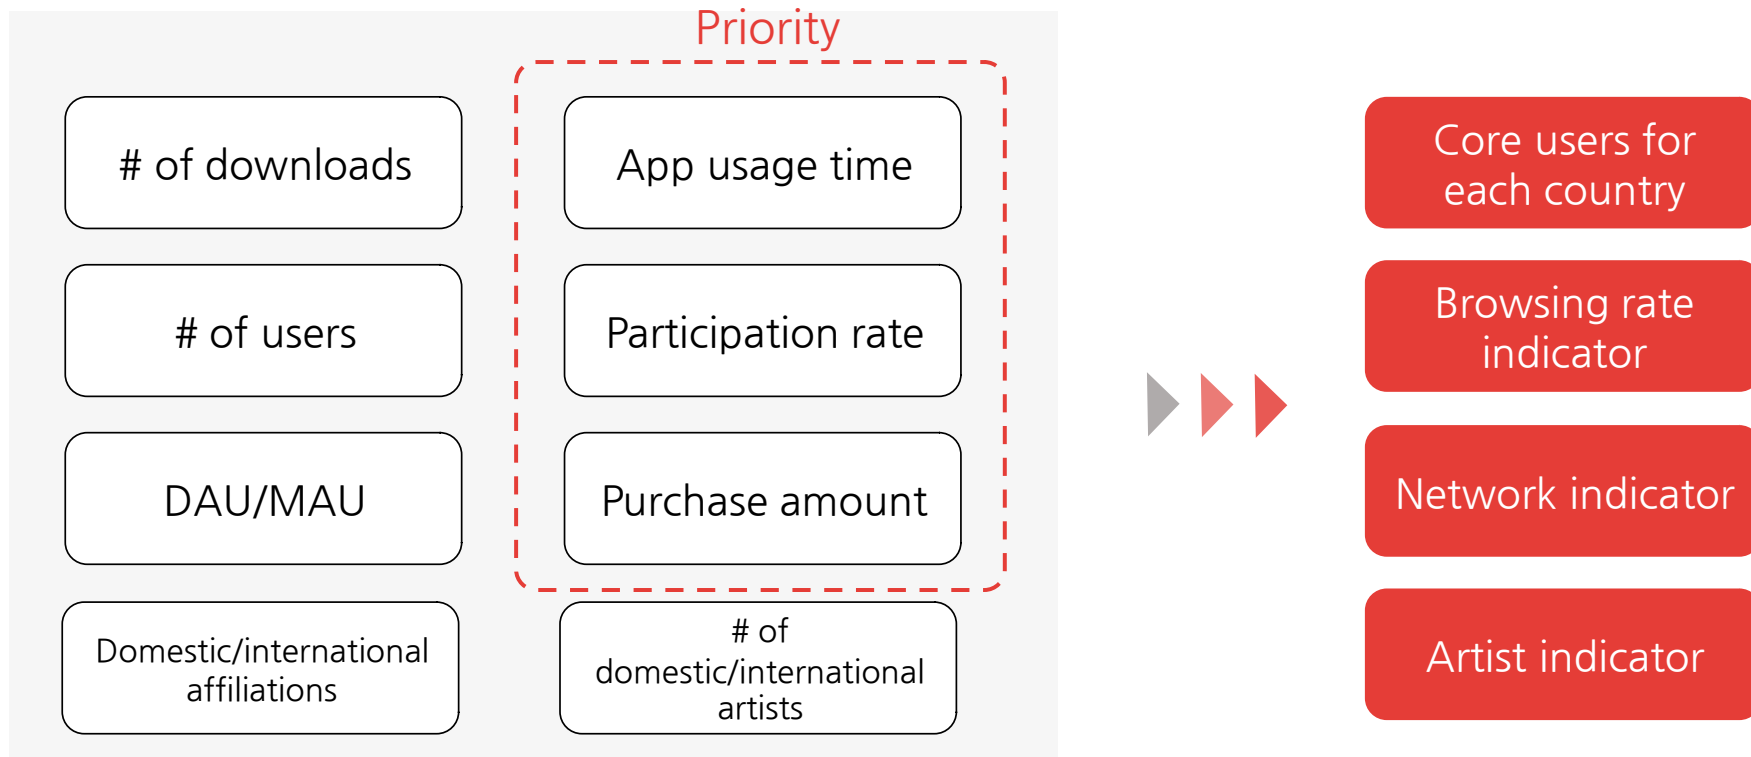 Priority
# of downloads
App usage time
# of users
Participation rate
DAU/MAU
Purchase amount
Domestic/international
affiliations
# of
domestic/international
artists
Core users for
each country
Browsing rate
indicator
Network indicator
Artist indicator